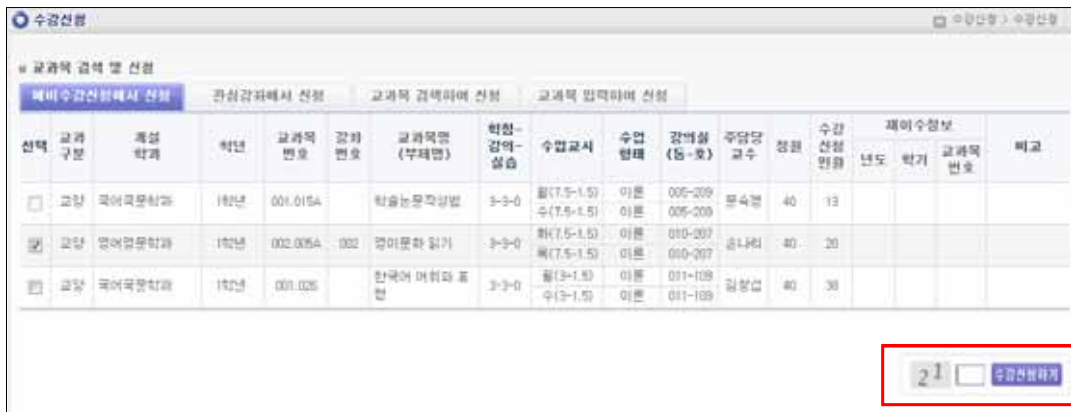 수강신청
수강신청 > 수강신청
교과목 검색 및 신청
예비수강신청에서 신청 관심강좌에서 신청 교과목 검색하여 신청 교과목 입력하여 신청
선택 교과구분 개설학과 학년 교과목번호 강좌번호 교과목명(부제명) 학점-강의-실습 수업교시 수업형태 강의실(동-호) 주담당교수 정원 수강신청인원 재이수정보 비고
년도 학기 교과목번호
교양 국어국문학과 1학년 001.015A 학술논문작성법 3-3-0 월(7.5-1.5) 이론 005-209 40 13
수(7.5-1.5) 이론 005-209
교양 영어영문학과 1학년 002.005A 002 영미문화 읽기 3-3-0 화(7.5-1.5) 이론 010-207 송나리 40 20
목(7.5-1.5) 이론 010-207
교양 국어국문학과 1학년 001.026 한국어 어휘와 표현 3-3-0 월(3-1.5) 이론 011-109 김창섭 40 38
수(3-1.5) 이론 011-109
21 수강신청하기